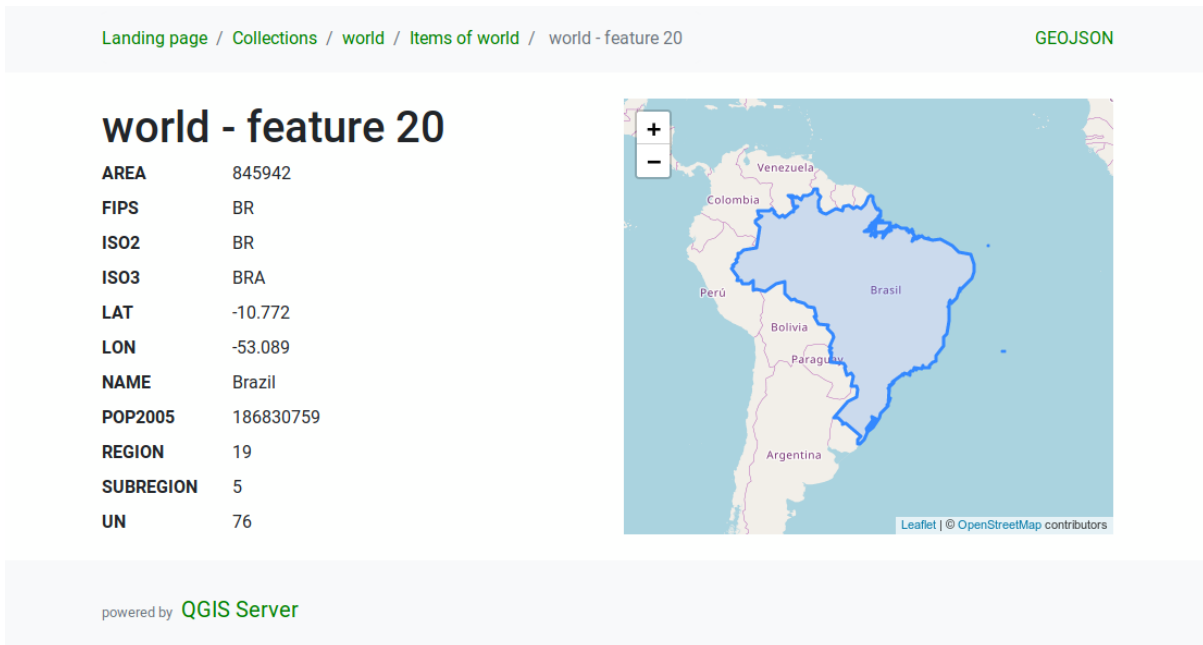 Landing page / Collections / world / Items of world / world - feature 20
GEOJSON
world - feature 20
AREA 845942
FIPS BR
ISO2 BR
ISO3 BRA
LAT -10.772
LON -53.089
NAME Brazil
POP2005 186830759
REGION 19
SUBREGION 5
UN 76
+
−
Venezuela
Colombia
Brasil
Perú
Bolivia
Paraguay
Argentina
Leaflet | © OpenStreetMap contributors
powered by QGIS Server